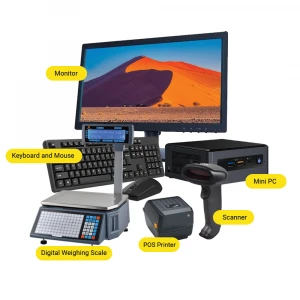 Monitor
Keyboard and Mouse
Mini PC
Scanner
POS Printer
Digital Weighing Scale